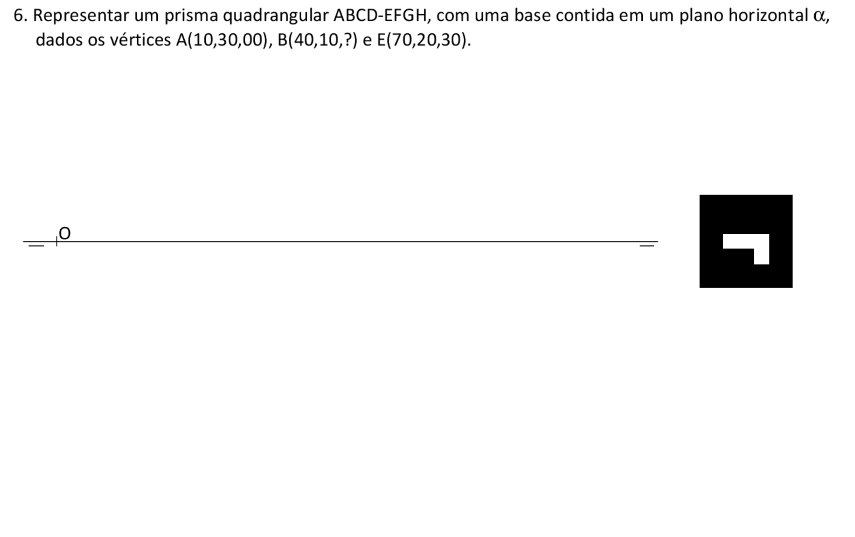 6. Representar um prisma quadrangular ABCD-EFGH, com uma base contida em um plano horizontal α,
dados os vértices A(10,30,00), B(40,10,?) e E(70,20,30).
O